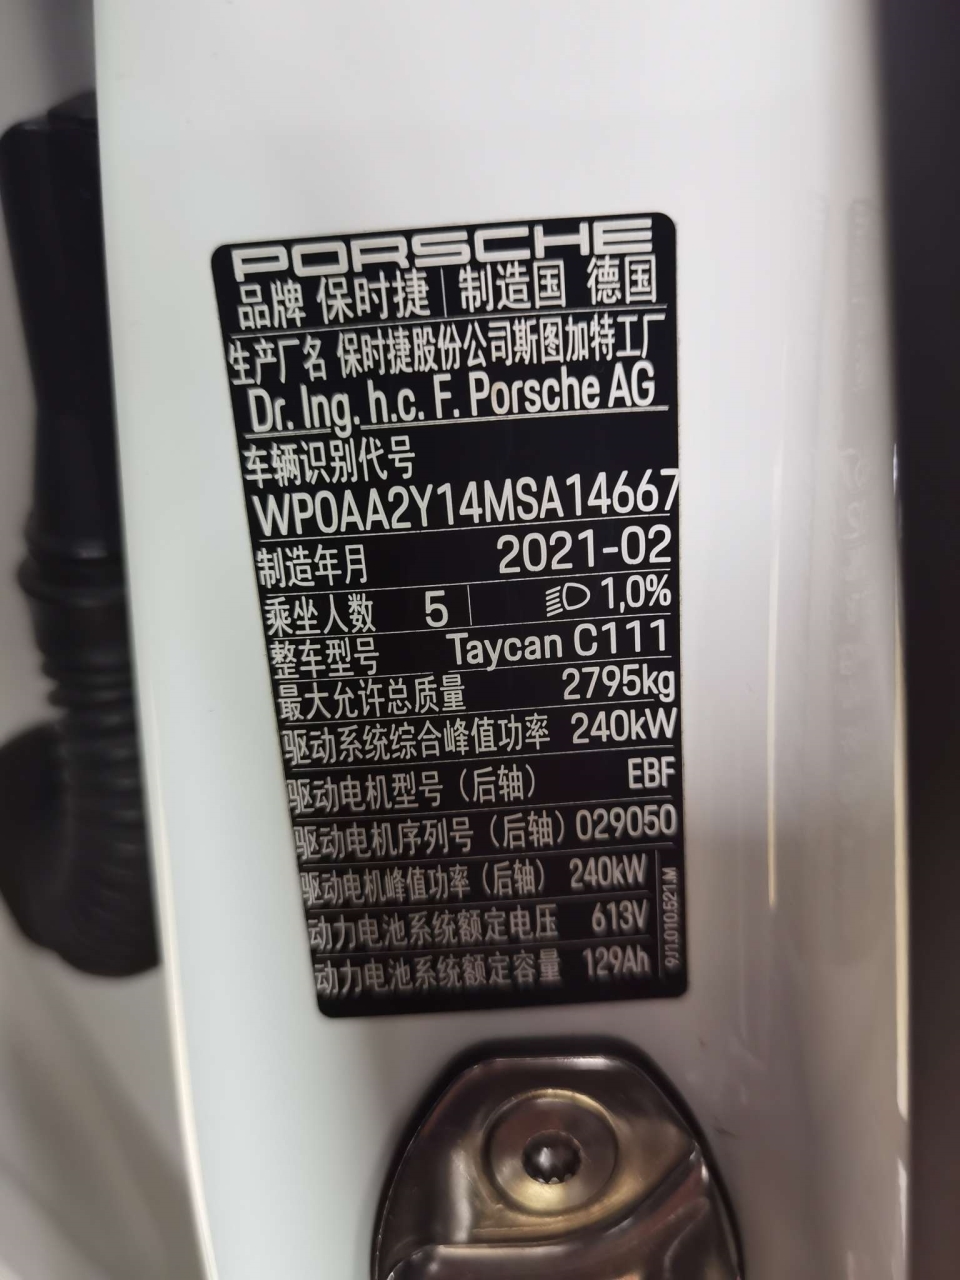 PORSCHE
品牌 保时捷 制造国 德国
生产厂名 保时捷股份公司斯图加特工厂
Dr. Ing. h.c. F. Porsche AG
车辆识别代号
WP0AA2Y14MSA14667
制造年月 2021-02
乘坐人数 5 1,0%
整车型号 Taycan C111
最大允许总质量 2795kg
驱动系统综合峰值功率 240kW
驱动电机型号（后轴） EBF
驱动电机序列号（后轴）029050
驱动电机峰值功率（后轴） 240kW
动力电池系统额定电压 613V
动力电池系统额定容量 129Ah
9J1.010.521.M